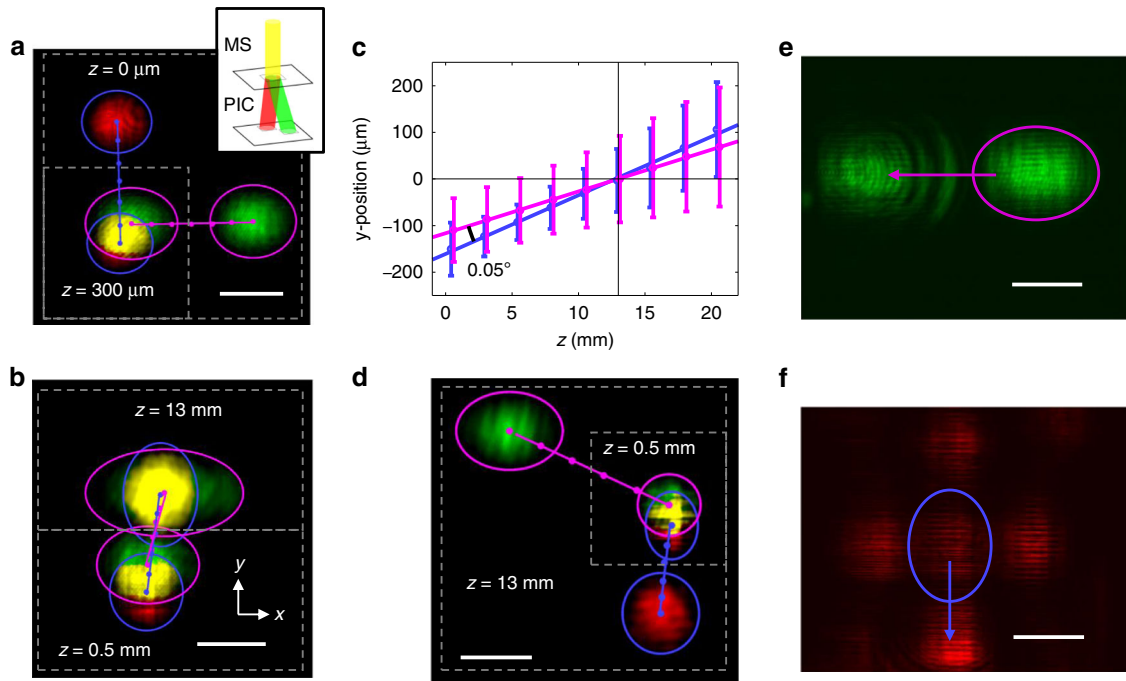 a
MS
PIC
z = 0 µm
z = 300 µm
b
z = 13 mm
y
x
z = 0.5 mm
c
y-position (µm)
200
100
0
−100
−200
0.05°
0
5
10
15
20
z (mm)
d
z = 0.5 mm
z = 13 mm
e
f